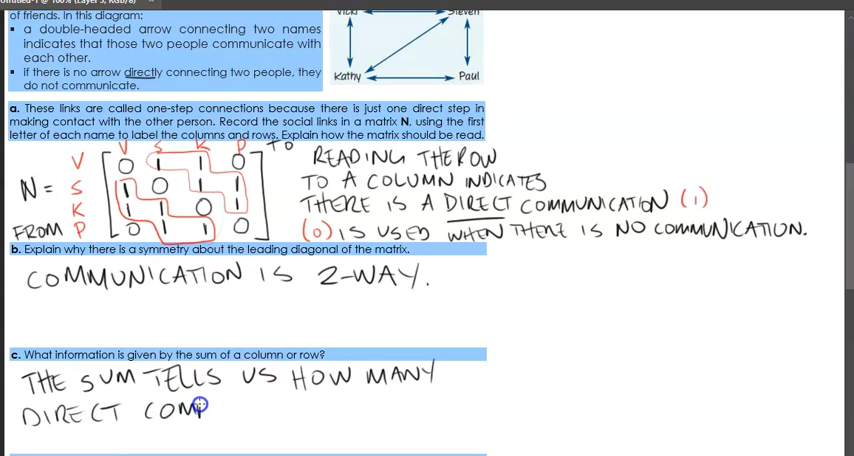 Untitled-1 @ 100% (Layer 3, RGB/8)
of friends. In this diagram:
▪ a double-headed arrow connecting two names
indicates that those two people communicate with
each other.
▪ if there is no arrow directly connecting two people, they
do not communicate.
Vicki Steven
Kathy Paul
a. These links are called one-step connections because there is just one direct step in
making contact with the other person. Record the social links in a matrix N, using the first
letter of each name to label the columns and rows. Explain how the matrix should be read.
V S K P TO
V 0 1 1 0
N = S 1 0 1 1
K 1 1 0 1
FROM P 0 1 1 0
READING THE ROW
TO A COLUMN INDICATES
THERE IS A DIRECT COMMUNICATION (1)
(0) IS USED WHEN THERE IS NO COMMUNICATION.
b. Explain why there is a symmetry about the leading diagonal of the matrix.
COMMUNICATION IS 2-WAY.
c. What information is given by the sum of a column or row?
THE SUM TELLS US HOW MANY
DIRECT COM